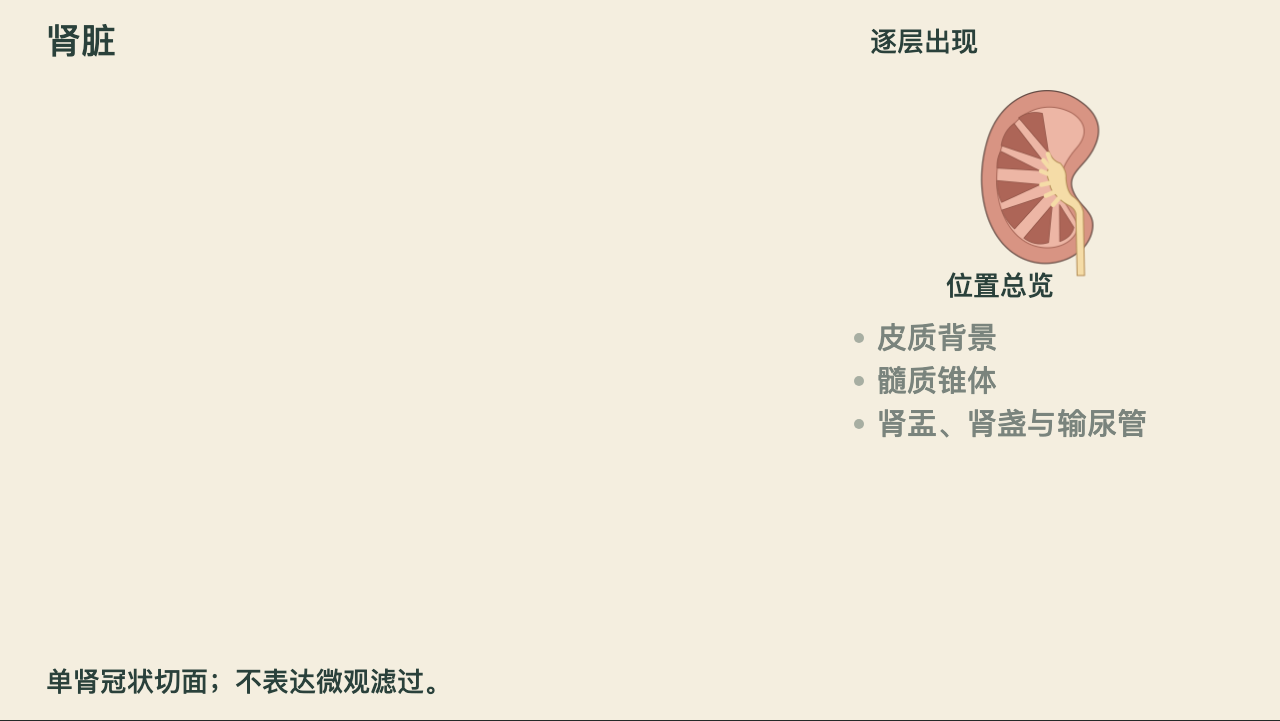 肾脏
逐层出现
位置总览
皮质背景
髓质锥体
肾盂、肾盏与输尿管
单肾冠状切面；不表达微观滤过。